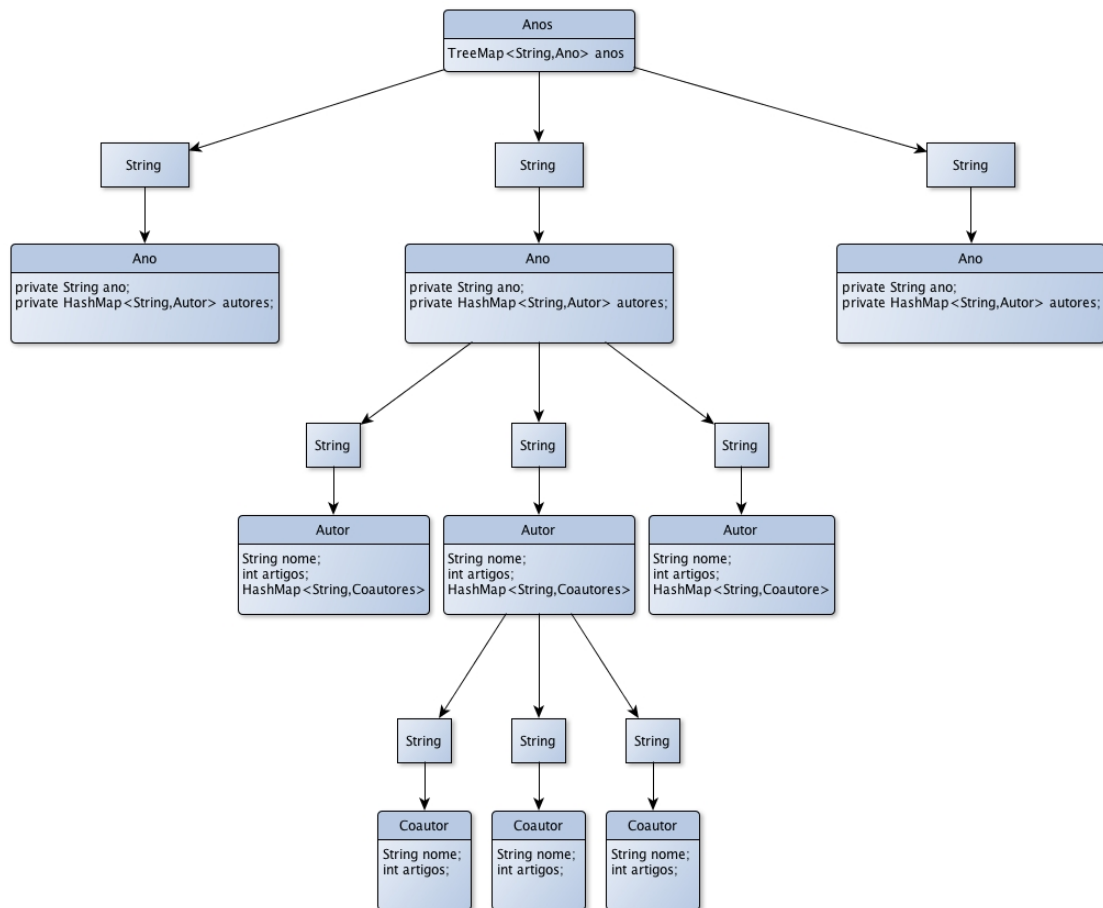 Anos
TreeMap<String,Ano> anos
String
String
String
Ano
private String ano;
private HashMap<String,Autor> autores;
Ano
private String ano;
private HashMap<String,Autor> autores;
Ano
private String ano;
private HashMap<String,Autor> autores;
String
String
String
Autor
String nome;
int artigos;
HashMap<String,Coautores>
Autor
String nome;
int artigos;
HashMap<String,Coautores>
Autor
String nome;
int artigos;
HashMap<String,Coautore>
String
String
String
Coautor
String nome;
int artigos;
Coautor
String nome;
int artigos;
Coautor
String nome;
int artigos;